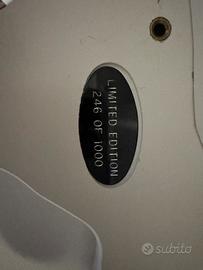 LIMITED EDITION
246 OF 1000
subito